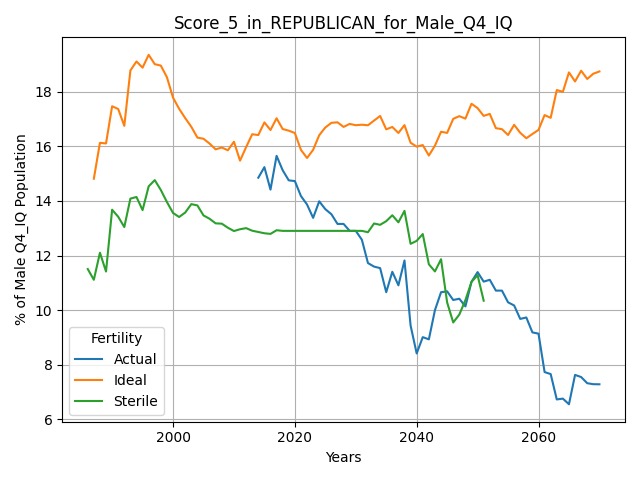 Score_5_in_REPUBLICAN_for_Male_Q4_IQ
% of Male Q4_IQ Population
18
16
14
12
10
8
6
Fertility
Actual
Ideal
Sterile
2000
2020
2040
2060
Years